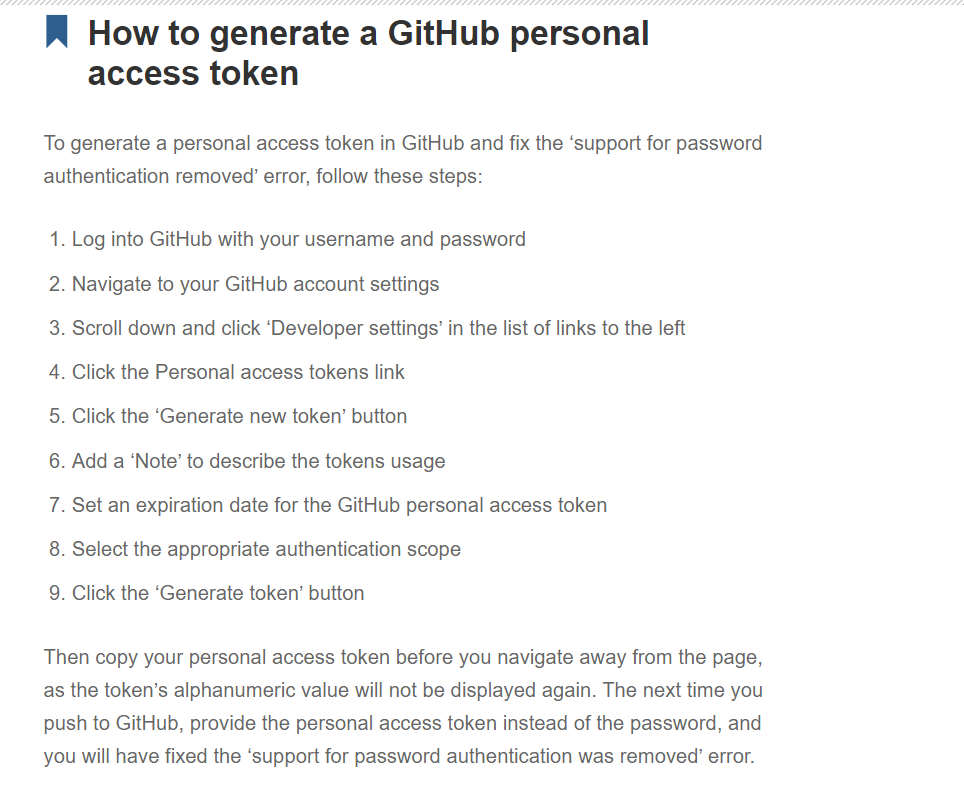 How to generate a GitHub personal
access token
To generate a personal access token in GitHub and fix the ‘support for password
authentication removed’ error, follow these steps:
1. Log into GitHub with your username and password
2. Navigate to your GitHub account settings
3. Scroll down and click ‘Developer settings’ in the list of links to the left
4. Click the Personal access tokens link
5. Click the ‘Generate new token’ button
6. Add a ‘Note’ to describe the tokens usage
7. Set an expiration date for the GitHub personal access token
8. Select the appropriate authentication scope
9. Click the ‘Generate token’ button
Then copy your personal access token before you navigate away from the page,
as the token’s alphanumeric value will not be displayed again. The next time you
push to GitHub, provide the personal access token instead of the password, and
you will have fixed the ‘support for password authentication was removed’ error.